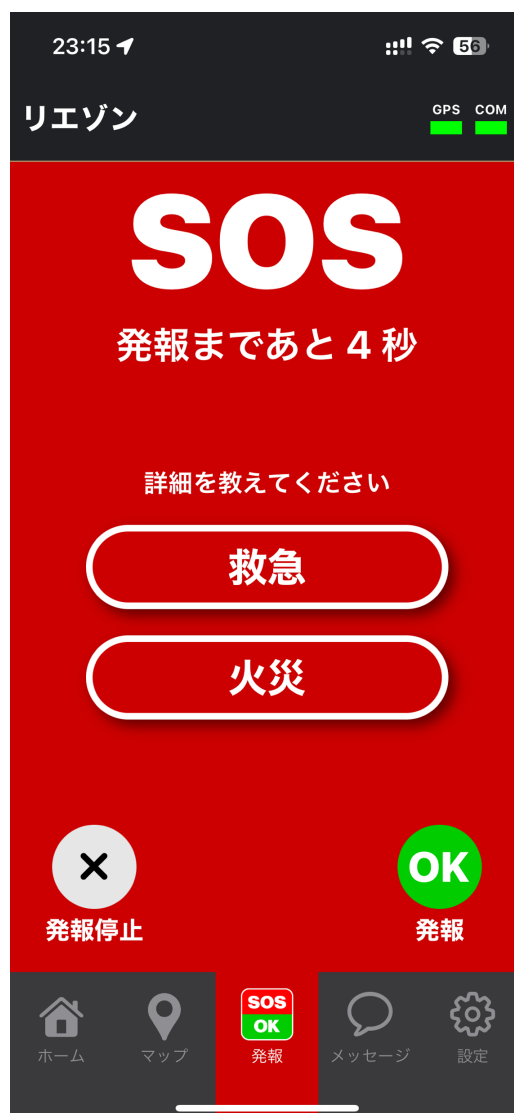 23:15
56
リエゾン
GPS COM
SOS
発報まであと 4 秒
詳細を教えてください
救急
火災
OK
発報停止
発報
SOS
OK
ホーム
マップ
発報
メッセージ
設定